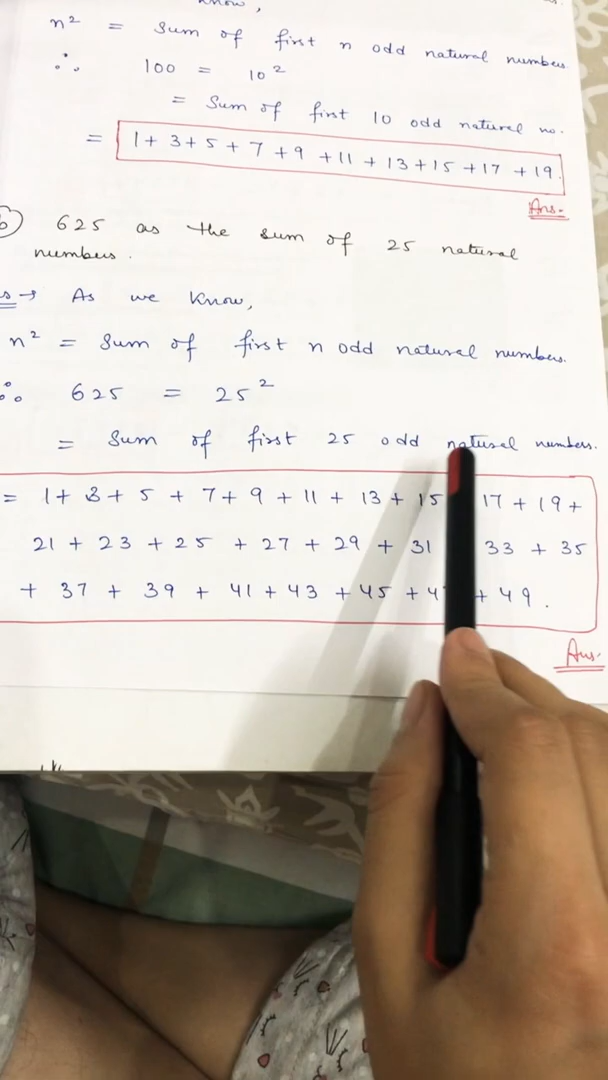 know,
n² = Sum of first n odd natural numbers.
∴ 100 = 10²
= Sum of first 10 odd natural no.
= 1 + 3 + 5 + 7 + 9 + 11 + 13 + 15 + 17 + 19.
Ans.
b) 625 as the sum of 25 natural
numbers.
→ As we know,
n² = Sum of first n odd natural numbers.
∴ 625 = 25²
= Sum of first 25 odd natural numbers.
= 1 + 3 + 5 + 7 + 9 + 11 + 13 + 15 17 + 19 +
21 + 23 + 25 + 27 + 29 + 31 33 + 35
+ 37 + 39 + 41 + 43 + 45 + + 49.
Ans.